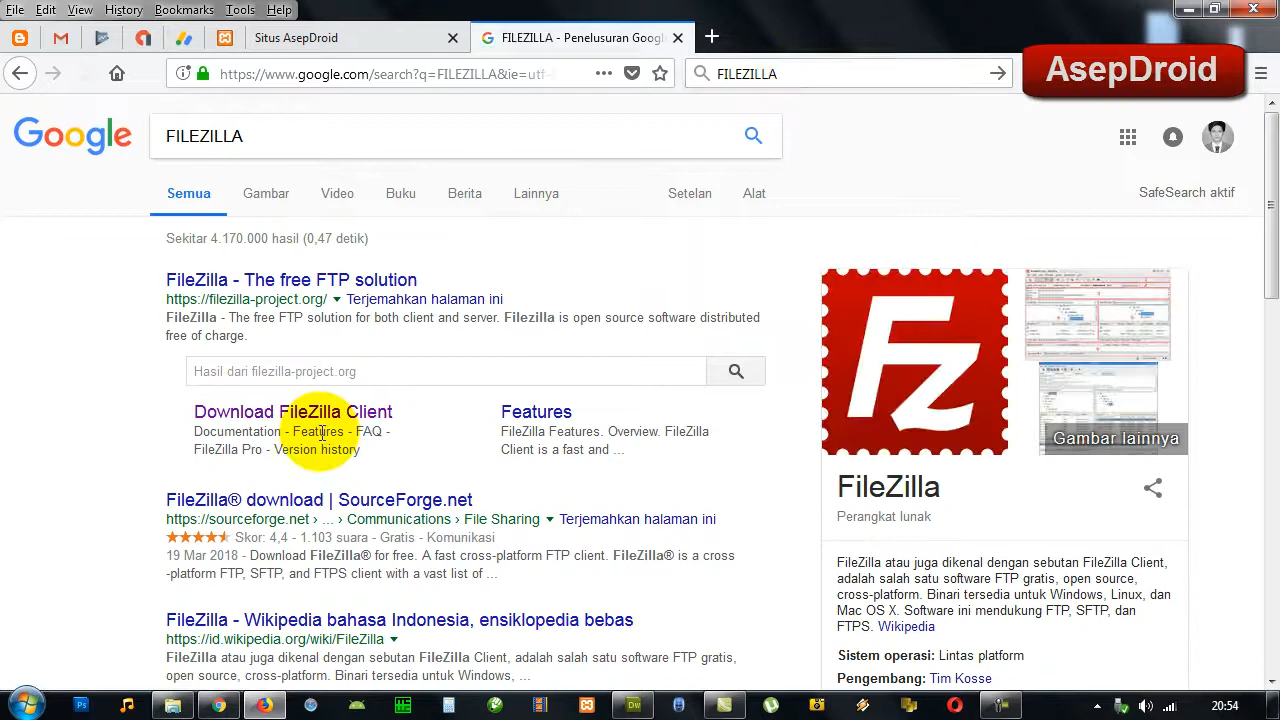 File Edit View History Bookmarks Tools Help
Situs AsepDroid
FILEZILLA - Penelusuran Google
https://www.google.com/search?q=FILEZILLA&ie=utf-
FILEZILLA
AsepDroid
Google
FILEZILLA
Semua Gambar Video Buku Berita Lainnya Setelan Alat
SafeSearch aktif
Sekitar 4.170.000 hasil (0,47 detik)
FileZilla - The free FTP solution
https://filezilla-project.org Terjemahkan halaman ini
FileZilla - The free FTP solution and server. FileZilla is open source software distributed
free of charge.
Hasil dari filezilla-project.org
Download FileZilla Client
Documentation - Features -
FileZilla Pro - Version history
Features
FileZilla Features. Overview. FileZilla
Client is a fast and ...
FileZilla® download | SourceForge.net
https://sourceforge.net › ... › Communications › File Sharing Terjemahkan halaman ini
Skor: 4,4 - 1.103 suara - Gratis - Komunikasi
19 Mar 2018 - Download FileZilla® for free. A fast cross-platform FTP client. FileZilla® is a cross
-platform FTP, SFTP, and FTPS client with a vast list of ...
FileZilla - Wikipedia bahasa Indonesia, ensiklopedia bebas
https://id.wikipedia.org/wiki/FileZilla
FileZilla atau juga dikenal dengan sebutan FileZilla Client, adalah salah satu software FTP gratis,
open source, cross-platform. Binari tersedia untuk Windows, ...
Fz
Gambar lainnya
FileZilla
Perangkat lunak
FileZilla atau juga dikenal dengan sebutan FileZilla Client,
adalah salah satu software FTP gratis, open source,
cross-platform. Binari tersedia untuk Windows, Linux, dan
Mac OS X. Software ini mendukung FTP, SFTP, dan
FTPS. Wikipedia
Sistem operasi: Lintas platform
Pengembang: Tim Kosse
Ps
Dw
20:54